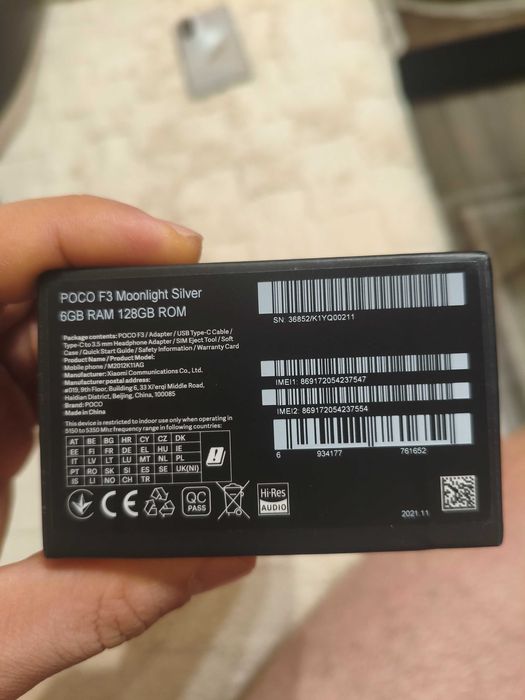 POCO F3 Moonlight Silver
6GB RAM 128GB ROM
Package contents: POCO F3 / Adapter / USB Type-C Cable /
Type-C to 3.5 mm Headphone Adapter / SIM Eject Tool / Soft
Case / Quick Start Guide / Safety Information / Warranty Card
Product Name and Product Model:
Mobile phone / M2012K11AG
Manufacturer: Xiaomi Communications Co., Ltd.
Manufacturer postal address:
#019, 9th Floor, Building 6, 33 Xi'erqi Middle Road,
Haidian District, Beijing, China, 100085
Brand: POCO
Made in China
This device is restricted to indoor use only when operating in
5150 to 5350 Mhz frequency range in following countries:
AT BE BG HR CY CZ DK
EE FI FR DE EL HU IE
IT LV LT LU MT NL PL
PT RO SK SI ES SE UK(NI)
IS LI NO CH TR
CE
QC
PASS
Hi-Res
AUDIO
SN: 36852/K1YQ00211
IMEI1: 869172054237547
IMEI2: 869172054237554
6 934177 761652
2021.11